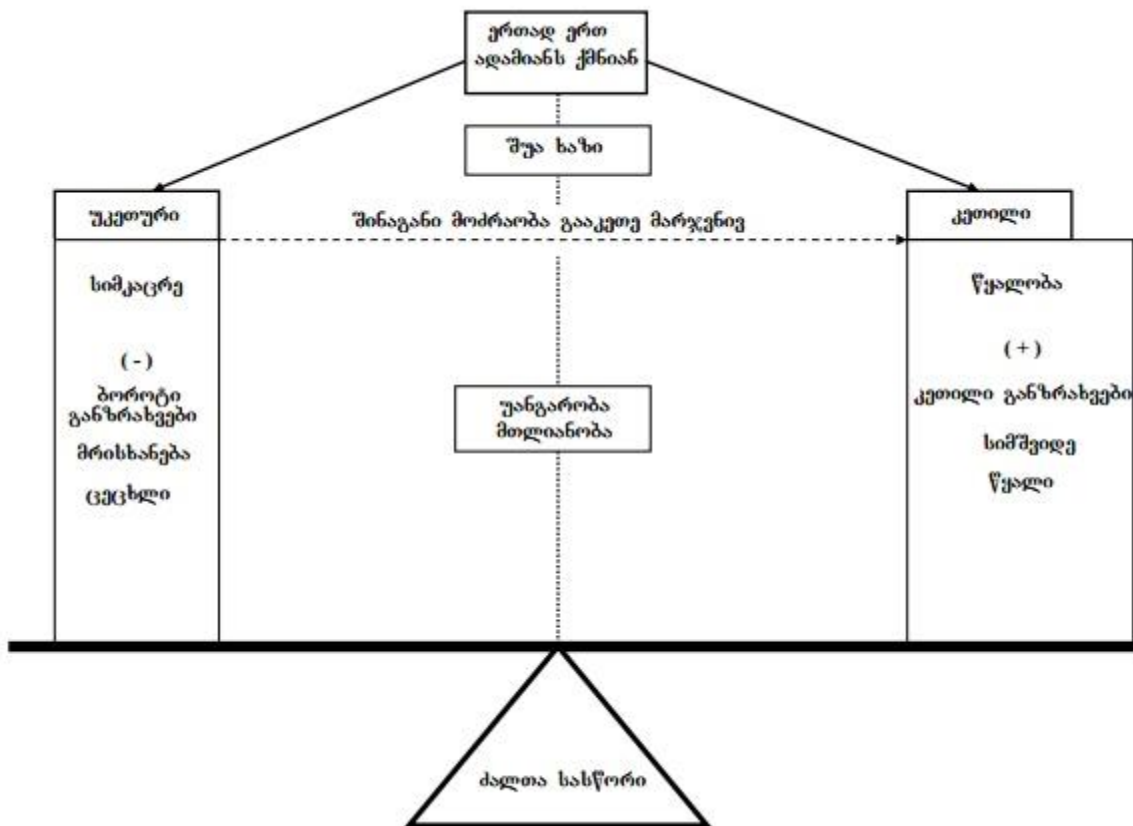 ერთად ერთ
ადამიანს ქმნიან
შუა ხაზი
უკეთური
შინაგანი მოძრაობა გააკეთე მარჯვნივ
კეთილი
სიმკაცრე
( - )
ბოროტი
განზრახვები
მრისხანება
ცეცხლი
უანგარობა
მთლიანობა
წყალობა
( + )
კეთილი განზრახვები
სიმშვიდე
წყალი
ძალთა სასწორი